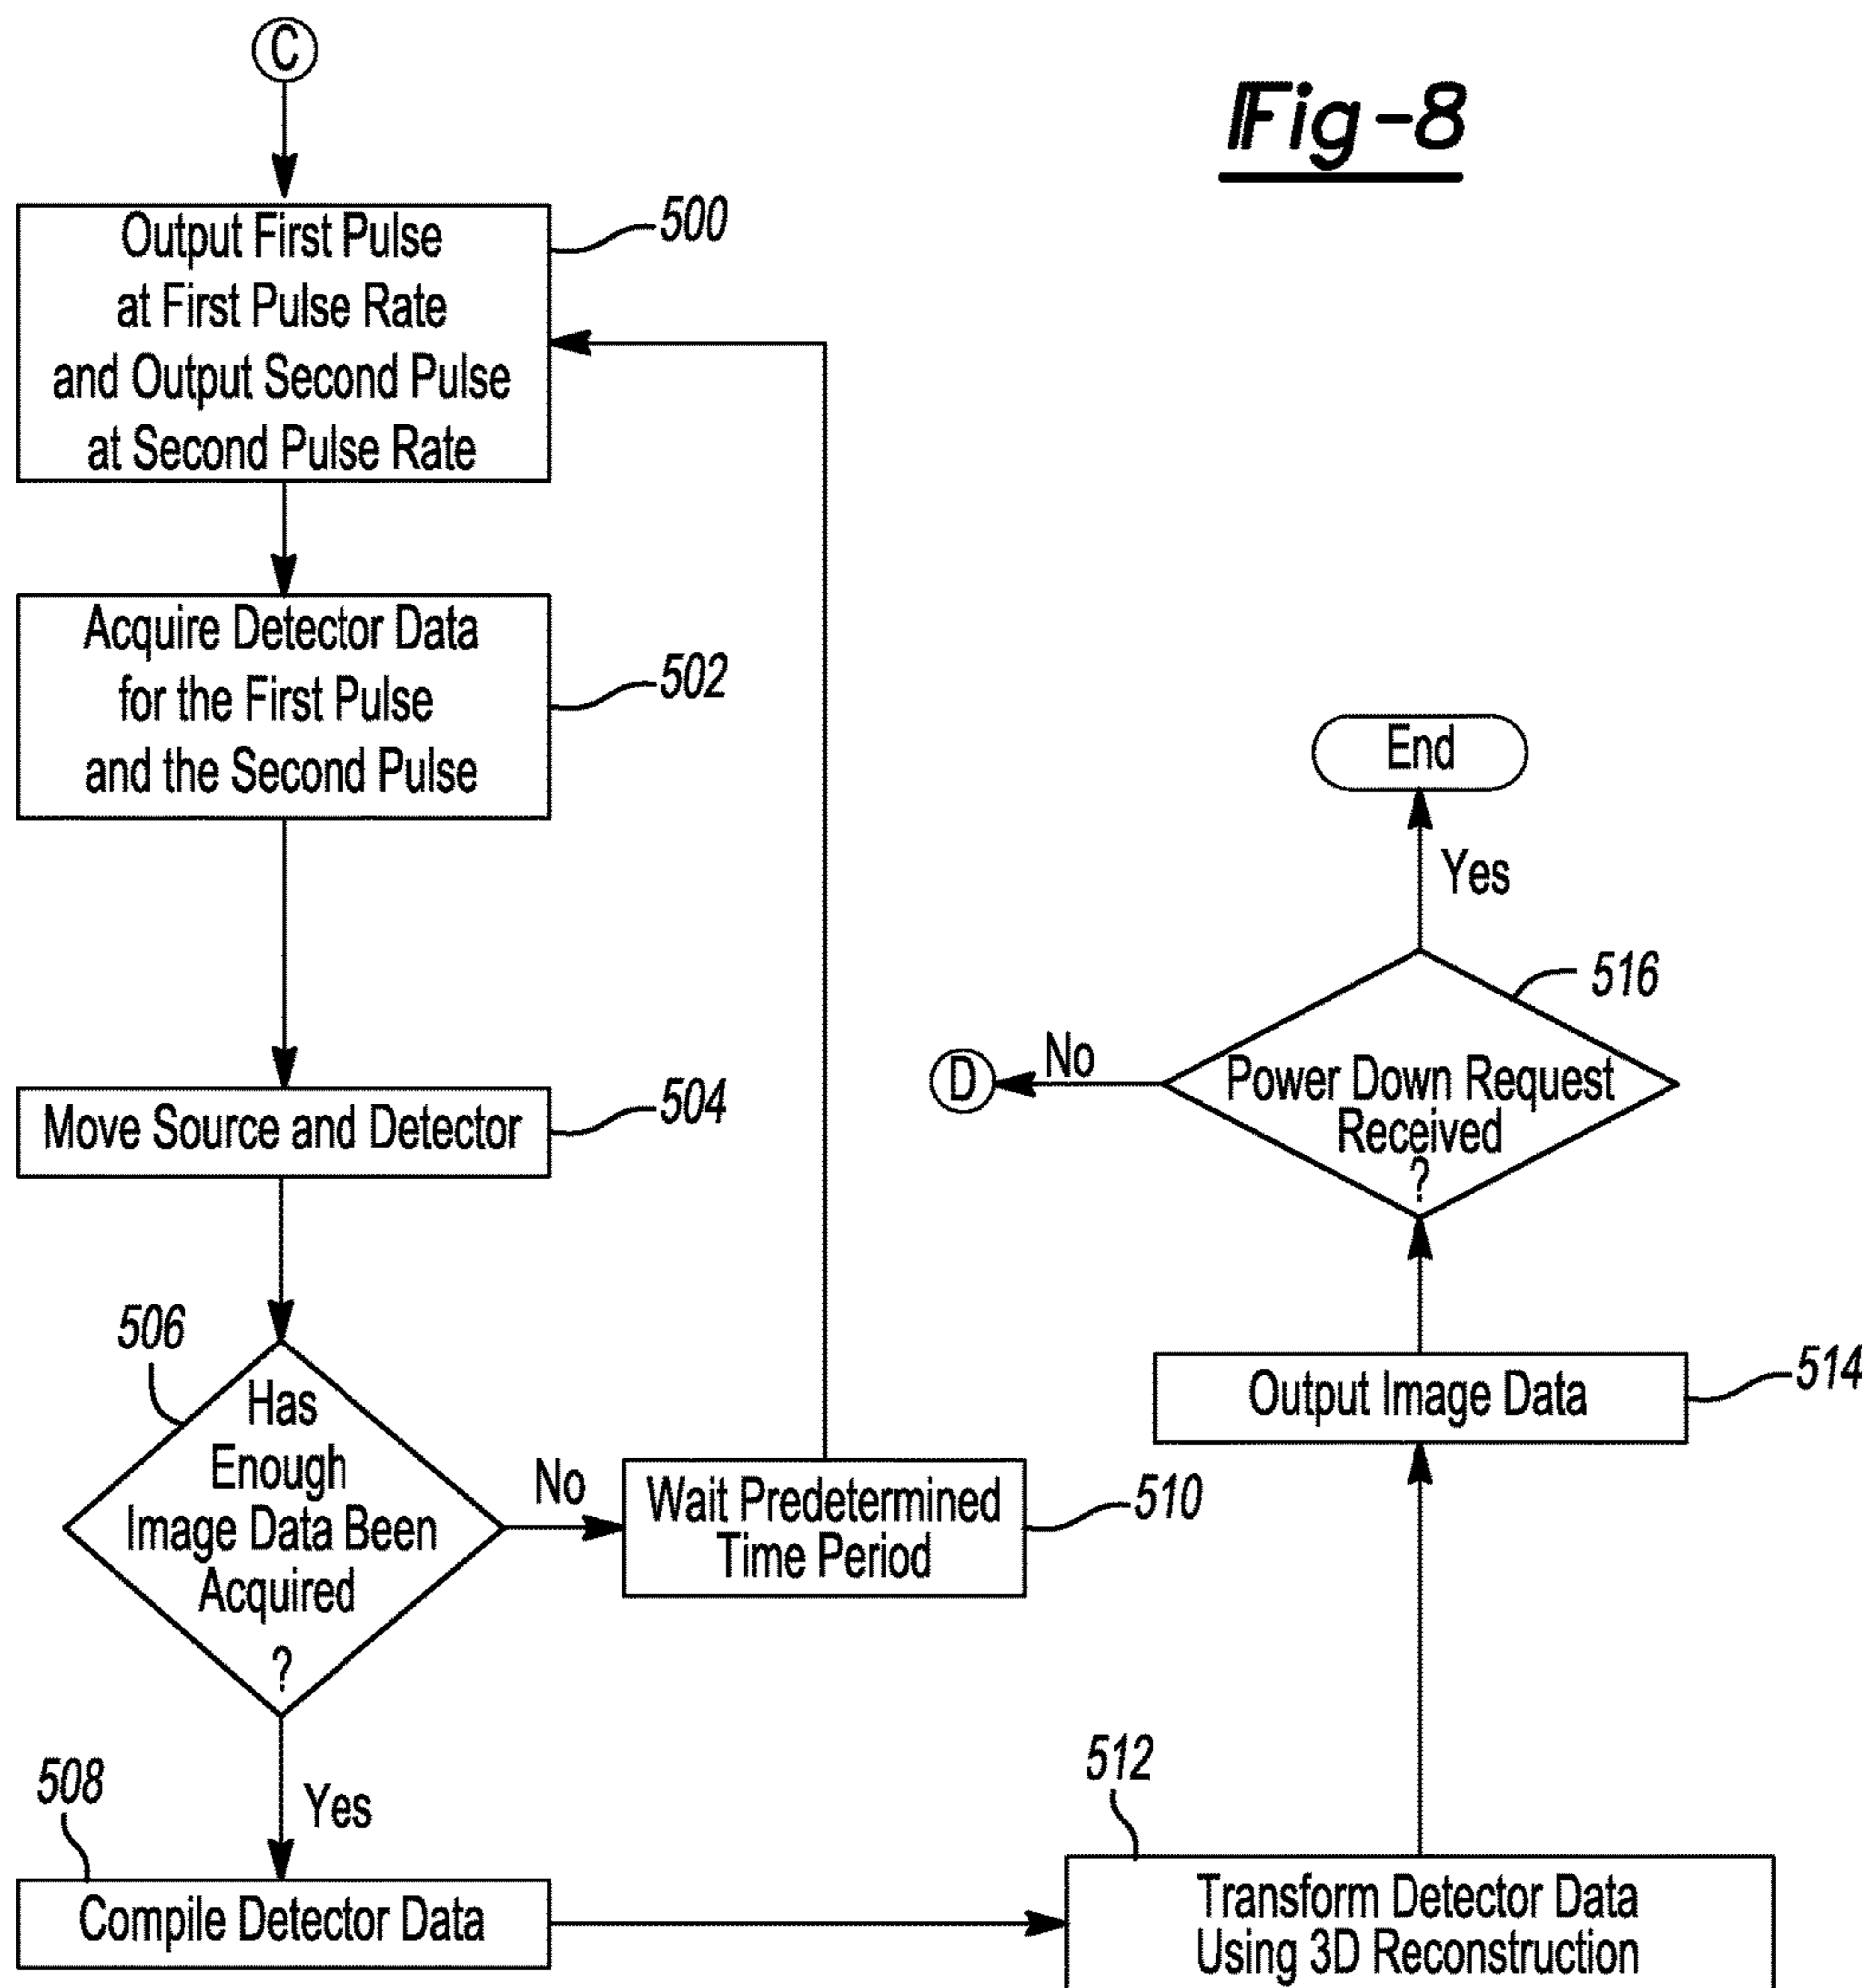 C
Fig-8
Output First Pulse
at First Pulse Rate
and Output Second Pulse
at Second Pulse Rate
500
Acquire Detector Data
for the First Pulse
and the Second Pulse
502
Move Source and Detector
504
506
Has
Enough
Image Data Been
Acquired
?
No
Wait Predetermined
Time Period
510
Yes
508
Compile Detector Data
512
Transform Detector Data
Using 3D Reconstruction
Output Image Data
514
Power Down Request
Received
?
516
No
D
Yes
End